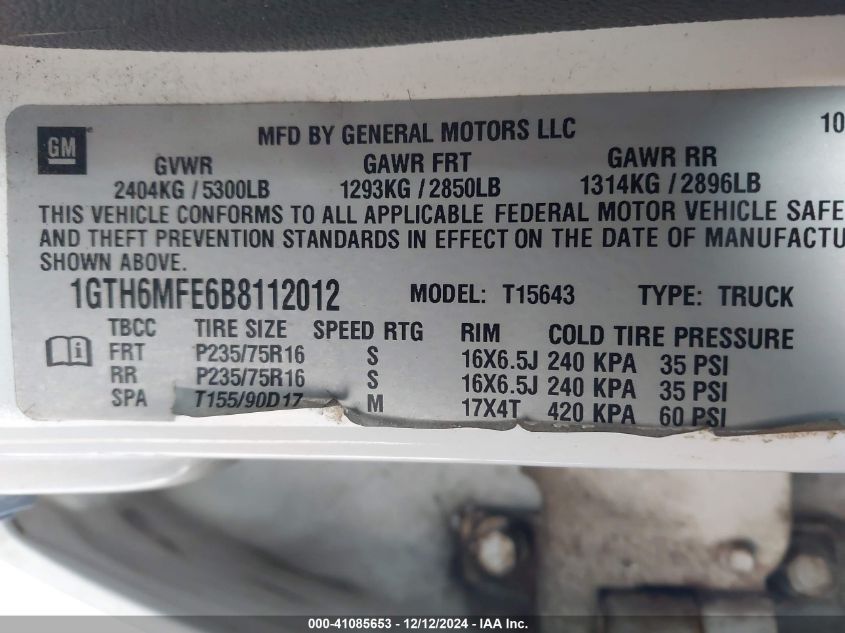 GM
MFD BY GENERAL MOTORS LLC 10
GVWR GAWR FRT GAWR RR
2404KG / 5300LB 1293KG / 2850LB 1314KG / 2896LB
THIS VEHICLE CONFORMS TO ALL APPLICABLE FEDERAL MOTOR VEHICLE SAFE
AND THEFT PREVENTION STANDARDS IN EFFECT ON THE DATE OF MANUFACTU
SHOWN ABOVE.
1GTH6MFE6B8112012 MODEL: T15643 TYPE: TRUCK
TBCC TIRE SIZE SPEED RTG RIM COLD TIRE PRESSURE
FRT P235/75R16 S 16X6.5J 240 KPA 35 PSI
RR P235/75R16 S 16X6.5J 240 KPA 35 PSI
SPA T155/90D17 M 17X4T 420 KPA 60 PSI
000-41085653 - 12/12/2024 - IAA Inc.